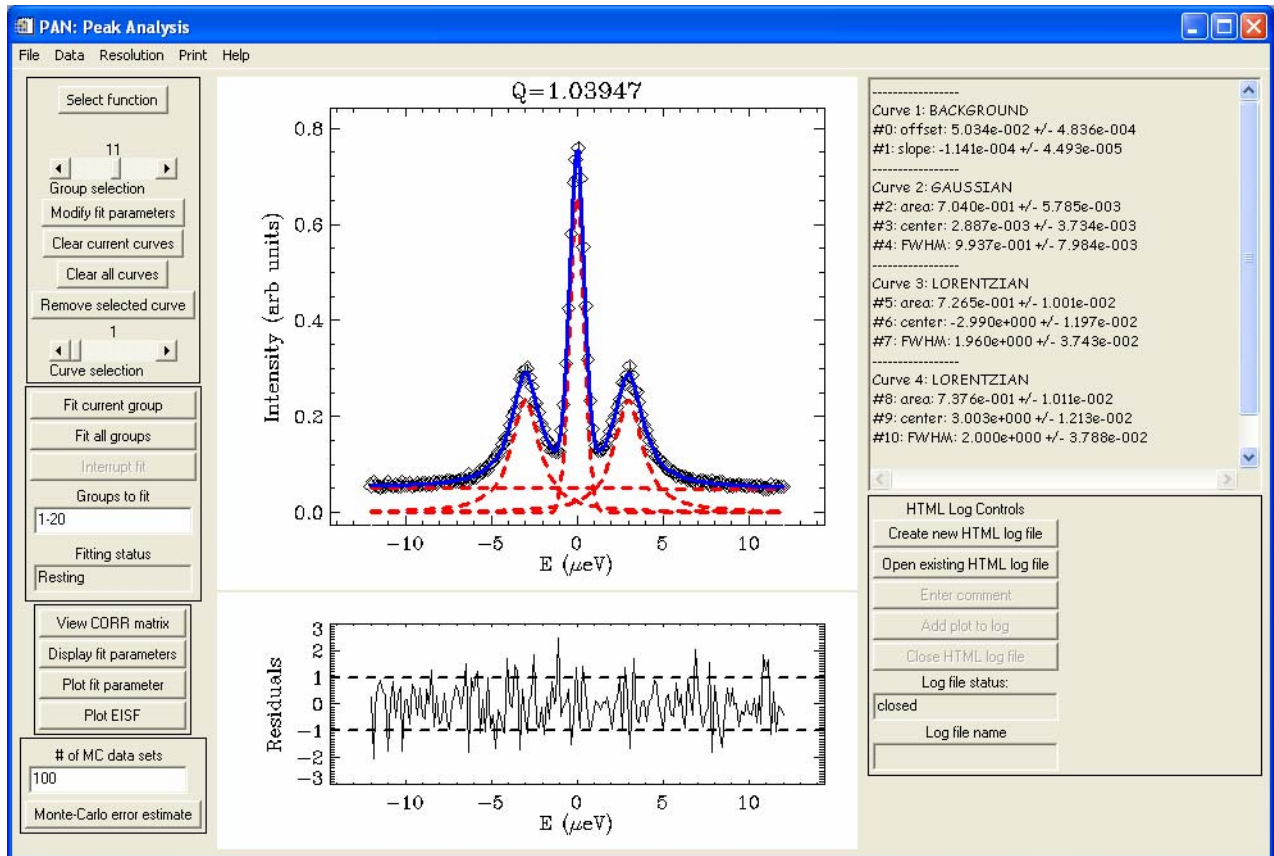 PAN: Peak Analysis
File Data Resolution Print Help
Select function
11
Group selection
Modify fit parameters
Clear current curves
Clear all curves
Remove selected curve
1
Curve selection
Fit current group
Fit all groups
Interrupt fit
Groups to fit
1-20
Fitting status
Resting
View CORR matrix
Display fit parameters
Plot fit parameter
Plot EISF
# of MC data sets
100
Monte-Carlo error estimate
Q=1.03947
Intensity (arb units)
0.8
0.6
0.4
0.2
0.0
−10 −5 0 5 10
E (μeV)
Residuals
3
2
1
0
−1
−2
−3
−10 −5 0 5 10
E (μeV)
-----------------
Curve 1: BACKGROUND
#0: offset: 5.034e-002 +/- 4.836e-004
#1: slope: -1.141e-004 +/- 4.493e-005
-----------------
Curve 2: GAUSSIAN
#2: area: 7.040e-001 +/- 5.785e-003
#3: center: 2.887e-003 +/- 3.734e-003
#4: FWHM: 9.937e-001 +/- 7.984e-003
-----------------
Curve 3: LORENTZIAN
#5: area: 7.265e-001 +/- 1.001e-002
#6: center: -2.990e+000 +/- 1.197e-002
#7: FWHM: 1.960e+000 +/- 3.743e-002
-----------------
Curve 4: LORENTZIAN
#8: area: 7.376e-001 +/- 1.011e-002
#9: center: 3.003e+000 +/- 1.213e-002
#10: FWHM: 2.000e+000 +/- 3.788e-002
HTML Log Controls
Create new HTML log file
Open existing HTML log file
Enter comment
Add plot to log
Close HTML log file
Log file status:
closed
Log file name